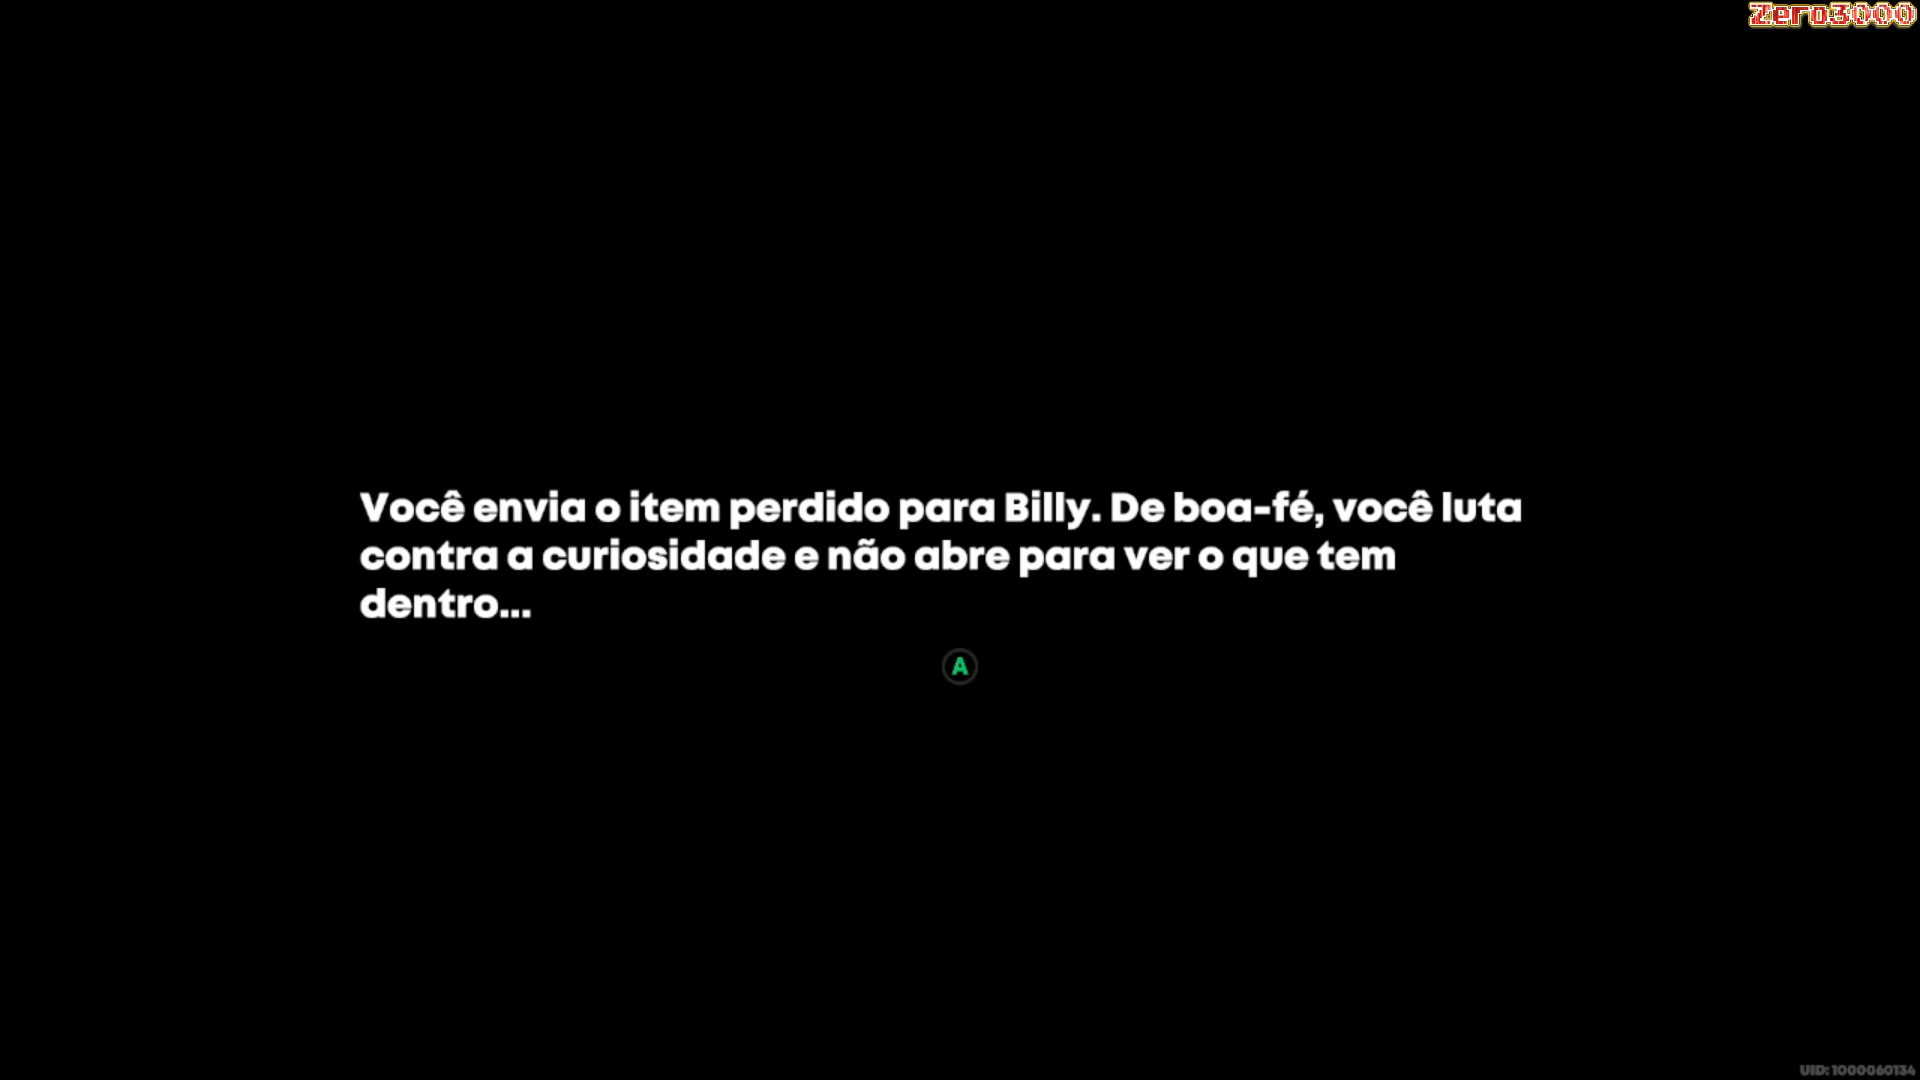 Zero3000
Você envia o item perdido para Billy. De boa-fé, você luta
contra a curiosidade e não abre para ver o que tem
dentro...
A
UID: 1000060134